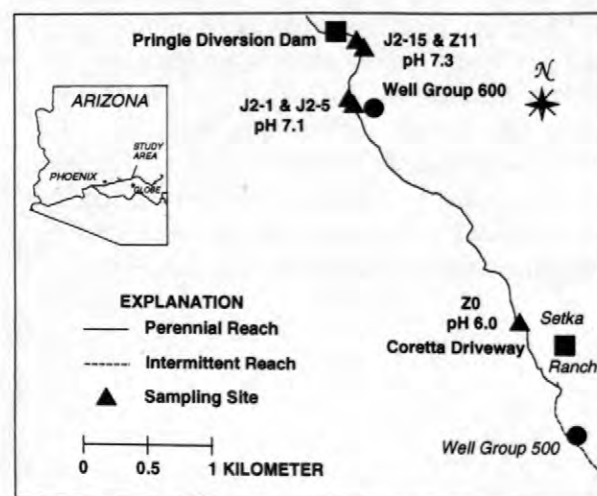 Pringle Diversion Dam
J2-15 & Z11
pH 7.3
Well Group 600
N
J2-1 & J2-5
pH 7.1
ARIZONA
STUDY
AREA
PHOENIX
GLOBE
EXPLANATION
Perennial Reach
Intermittent Reach
Sampling Site
Z0
pH 6.0
Coretta Driveway
Setka
Ranch
Well Group 500
0 0.5 1 KILOMETER